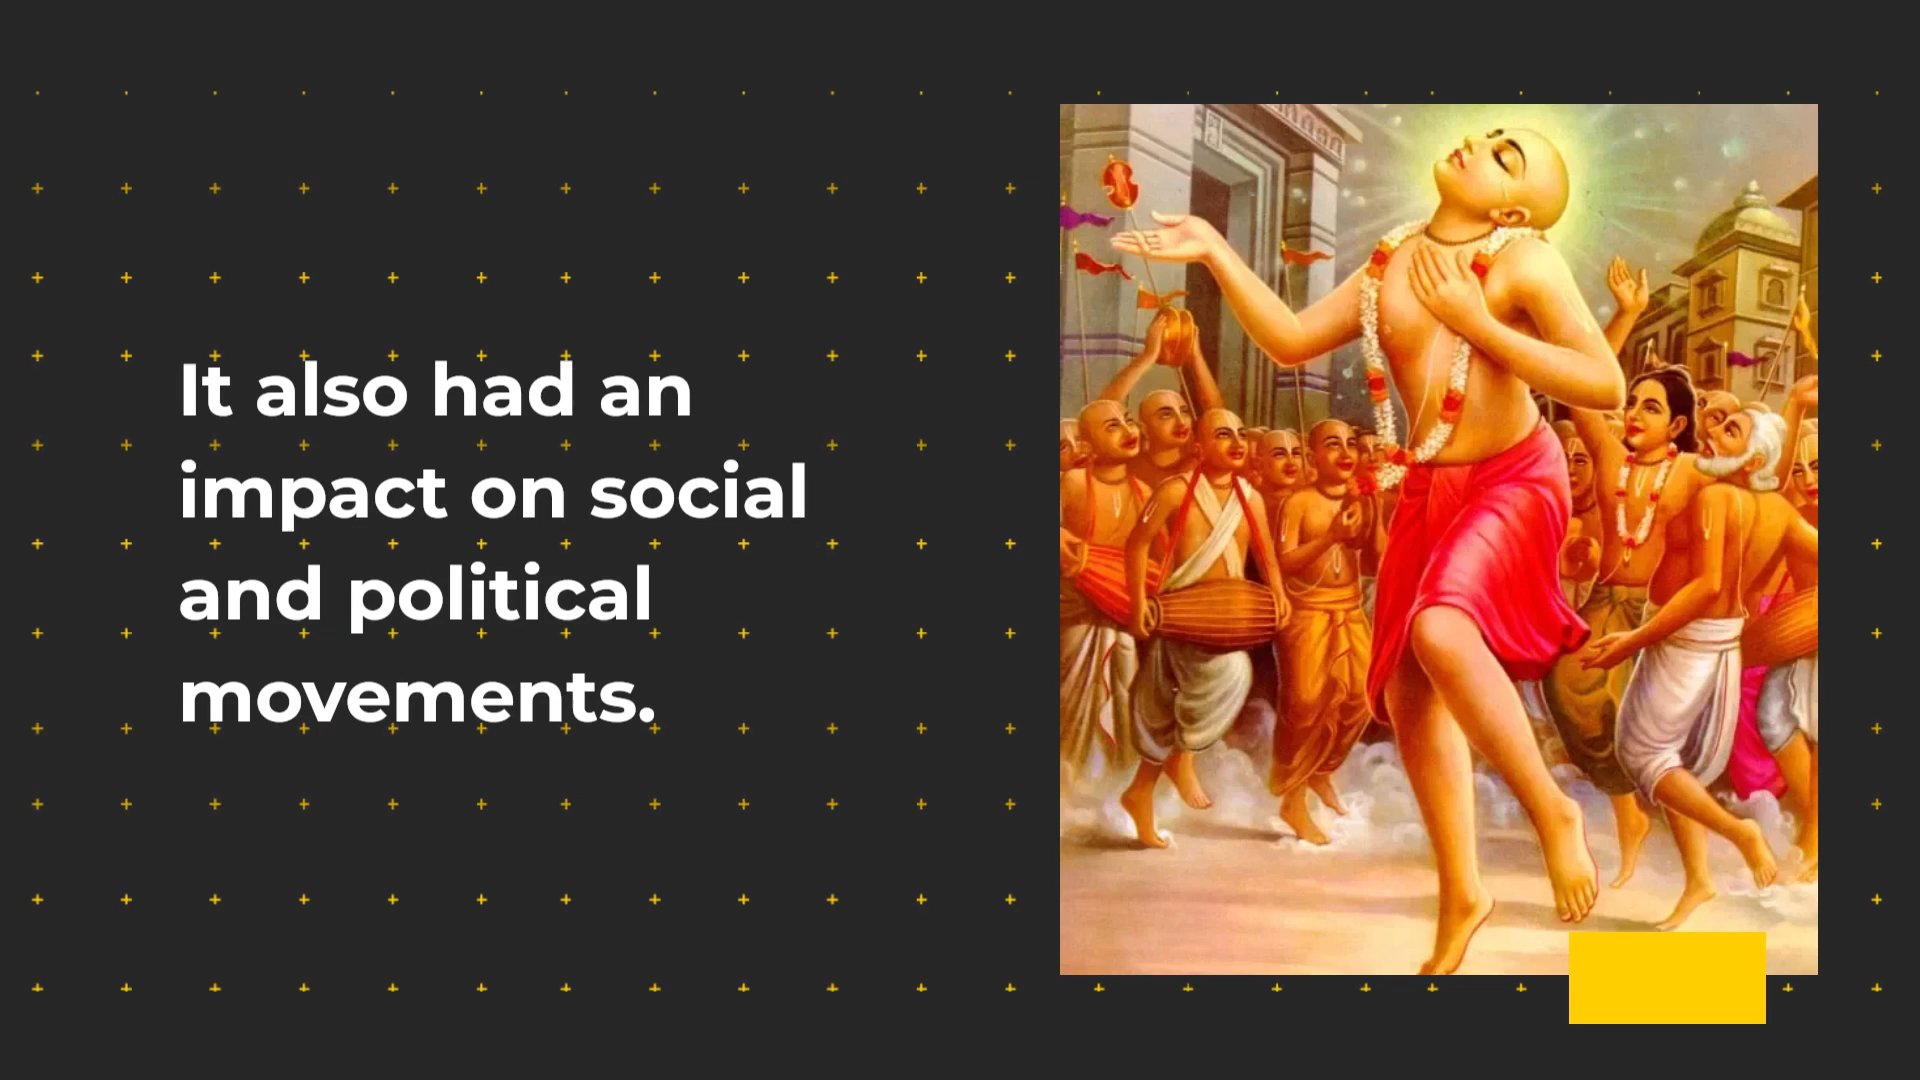 It also had an
impact on social
and political
movements.